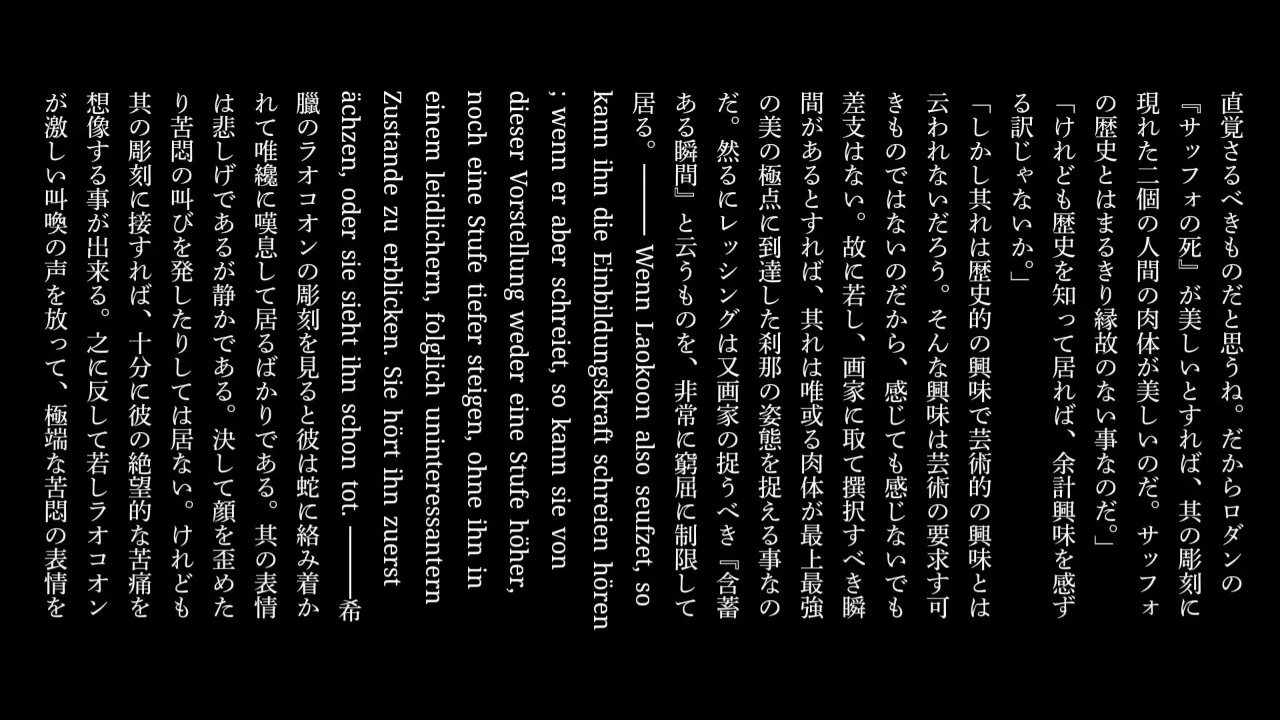 直覚さるべきものだと思うね。だからロダンの
『サッフォの死』が美しいとすれば、其の彫刻に
現れた二個の人間の肉体が美しいのだ。サッフォ
の歴史とはまるきり縁故のない事なのだ。」
「けれども歴史を知って居れば、余計興味を感ず
る訳じゃないか。」
「しかし其れは歴史的の興味で芸術的の興味とは
云われないだろう。そんな興味は芸術の要求す可
きものではないのだから、感じても感じないでも
差支はない。故に若し、画家に取て撰択すべき瞬
間があるとすれば、其れは唯或る肉体が最上最強
の美の極点に到達した刹那の姿態を捉える事なの
だ。然るにレッシングは又画家の捉うべき『含蓄
ある瞬間』と云うものを、非常に窮屈に制限して
居る。――― Wenn Laokoon also seufzet, so
kann ihn die Einbildungskraft schreien hören
; wenn er aber schreiet, so kann sie von
dieser Vorstellung weder eine Stufe höher,
noch eine Stufe tiefer steigen, ohne ihn in
einem leidlichern, folglich uninteressantern
Zustande zu erblicken. Sie hört ihn zuerst
ächzen, oder sie sieht ihn schon tot. ―――希
臘のラオコオンの彫刻を見ると彼は蛇に絡み着か
れて唯纔に嘆息して居るばかりである。其の表情
は悲しげであるが静かである。決して顔を歪めた
り苦悶の叫びを発したりしては居ない。けれども
其の彫刻に接すれば、十分に彼の絶望的な苦痛を
想像する事が出来る。之に反して若しラオコオン
が激しい叫喚の声を放って、極端な苦悶の表情を